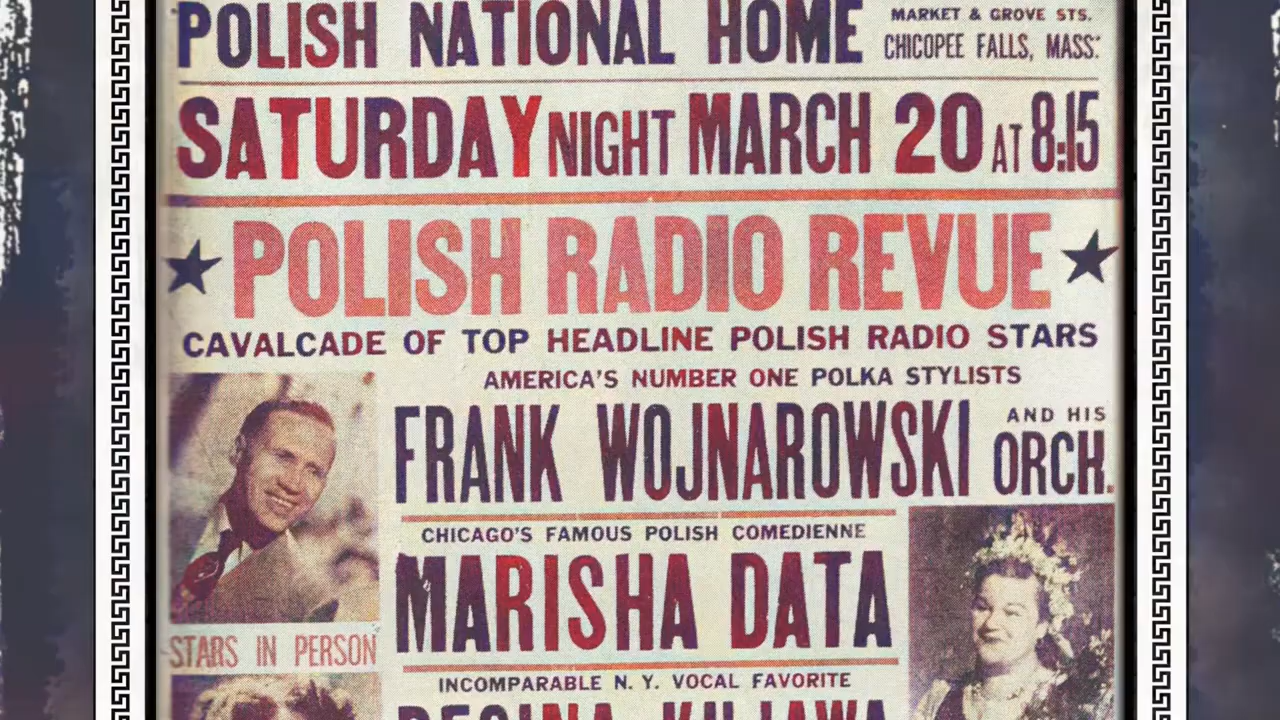 POLISH NATIONAL HOME
MARKET & GROVE STS.
CHICOPEE FALLS, MASS.
SATURDAY NIGHT MARCH 20 AT 8:15
POLISH RADIO REVUE
CAVALCADE OF TOP HEADLINE POLISH RADIO STARS
AMERICA'S NUMBER ONE POLKA STYLISTS
FRANK WOJNAROWSKI AND HIS ORCH.
CHICAGO'S FAMOUS POLISH COMEDIENNE
MARISHA DATA
STARS IN PERSON
INCOMPARABLE N. Y. VOCAL FAVORITE
REGINA KUJAWA